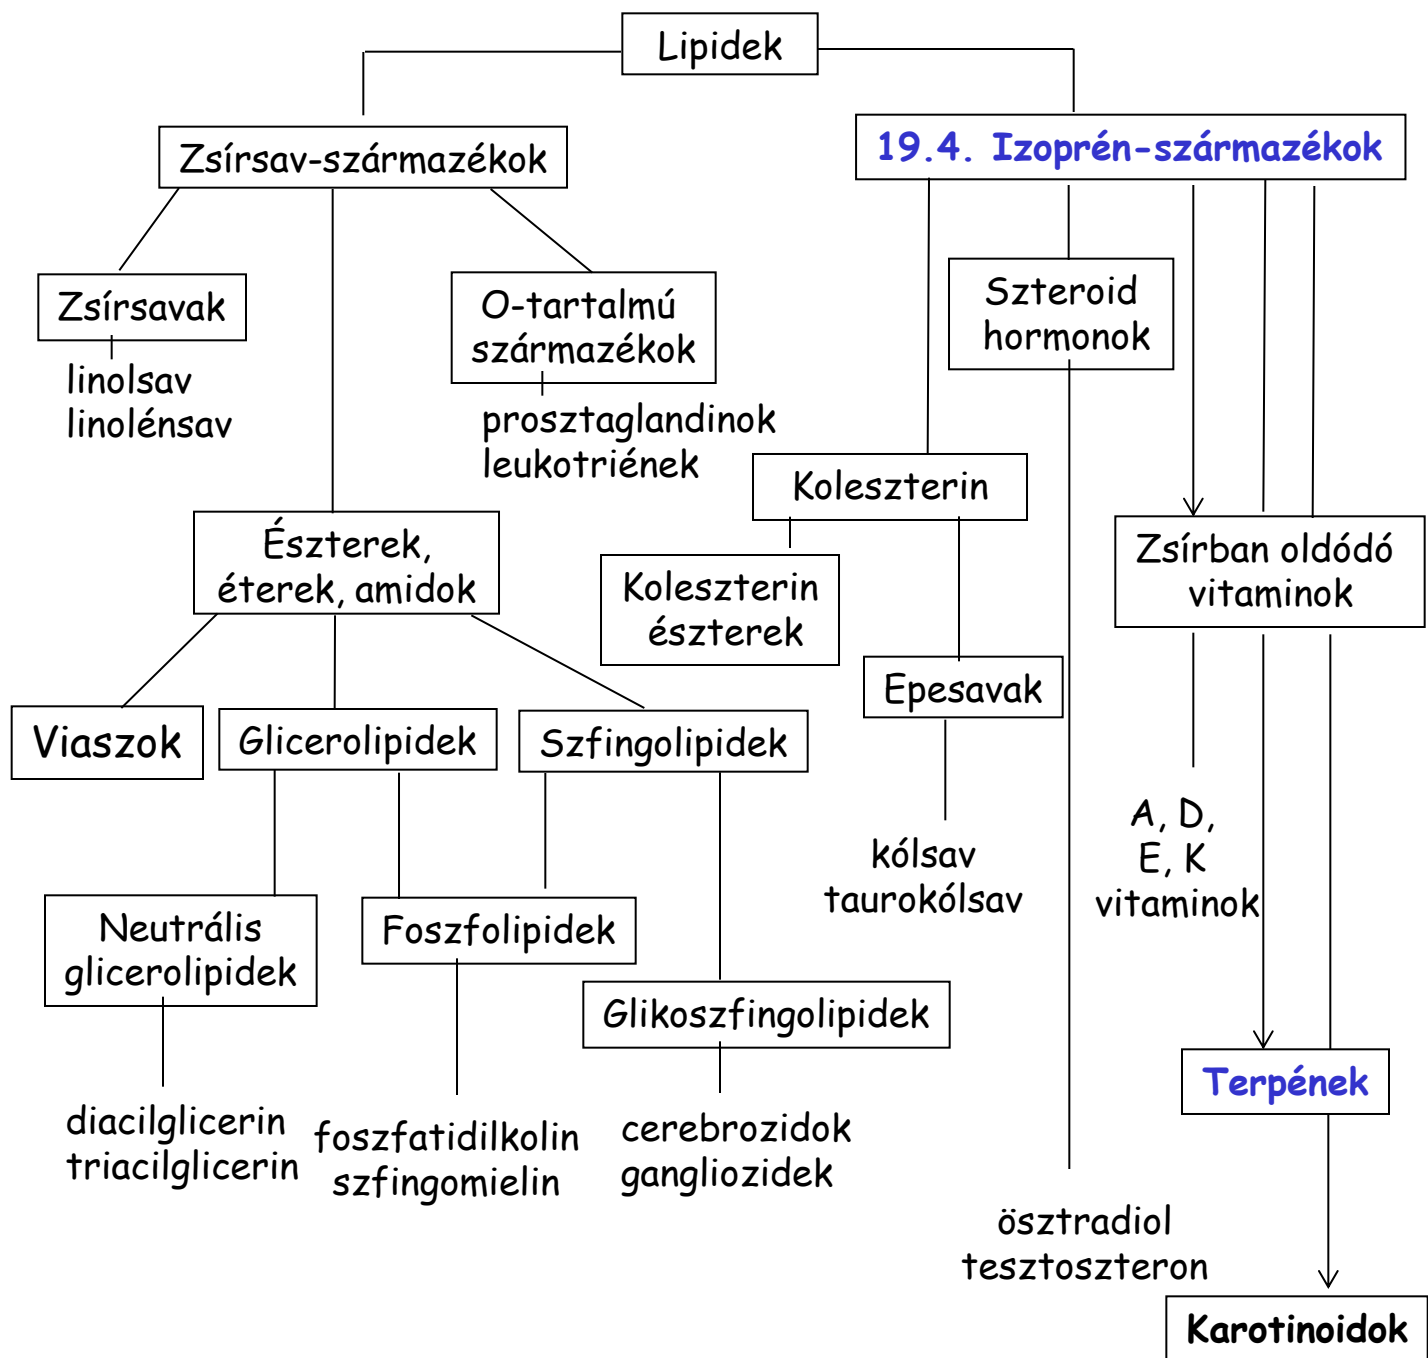 Lipidek
Zsírsav-származékok
19.4. Izoprén-származékok
Zsírsavak
linolsav
linolénsav
O-tartalmú
származékok
prosztaglandinok
leukotriének
Szteroid
hormonok
Koleszterin
Észterek,
éterek, amidok
Koleszterin
észterek
Zsírban oldódó
vitaminok
Epesavak
Viaszok
Glicerolipidek
Szfingolipidek
kólsav
taurokólsav
A, D,
E, K
vitaminok
Neutrális
glicerolipidek
Foszfolipidek
Glikoszfingolipidek
Terpének
diacilglicerin
triacilglicerin
foszfatidilkolin
szfingomielin
cerebrozidok
gangliozidek
ösztradiol
tesztoszteron
Karotinoidok